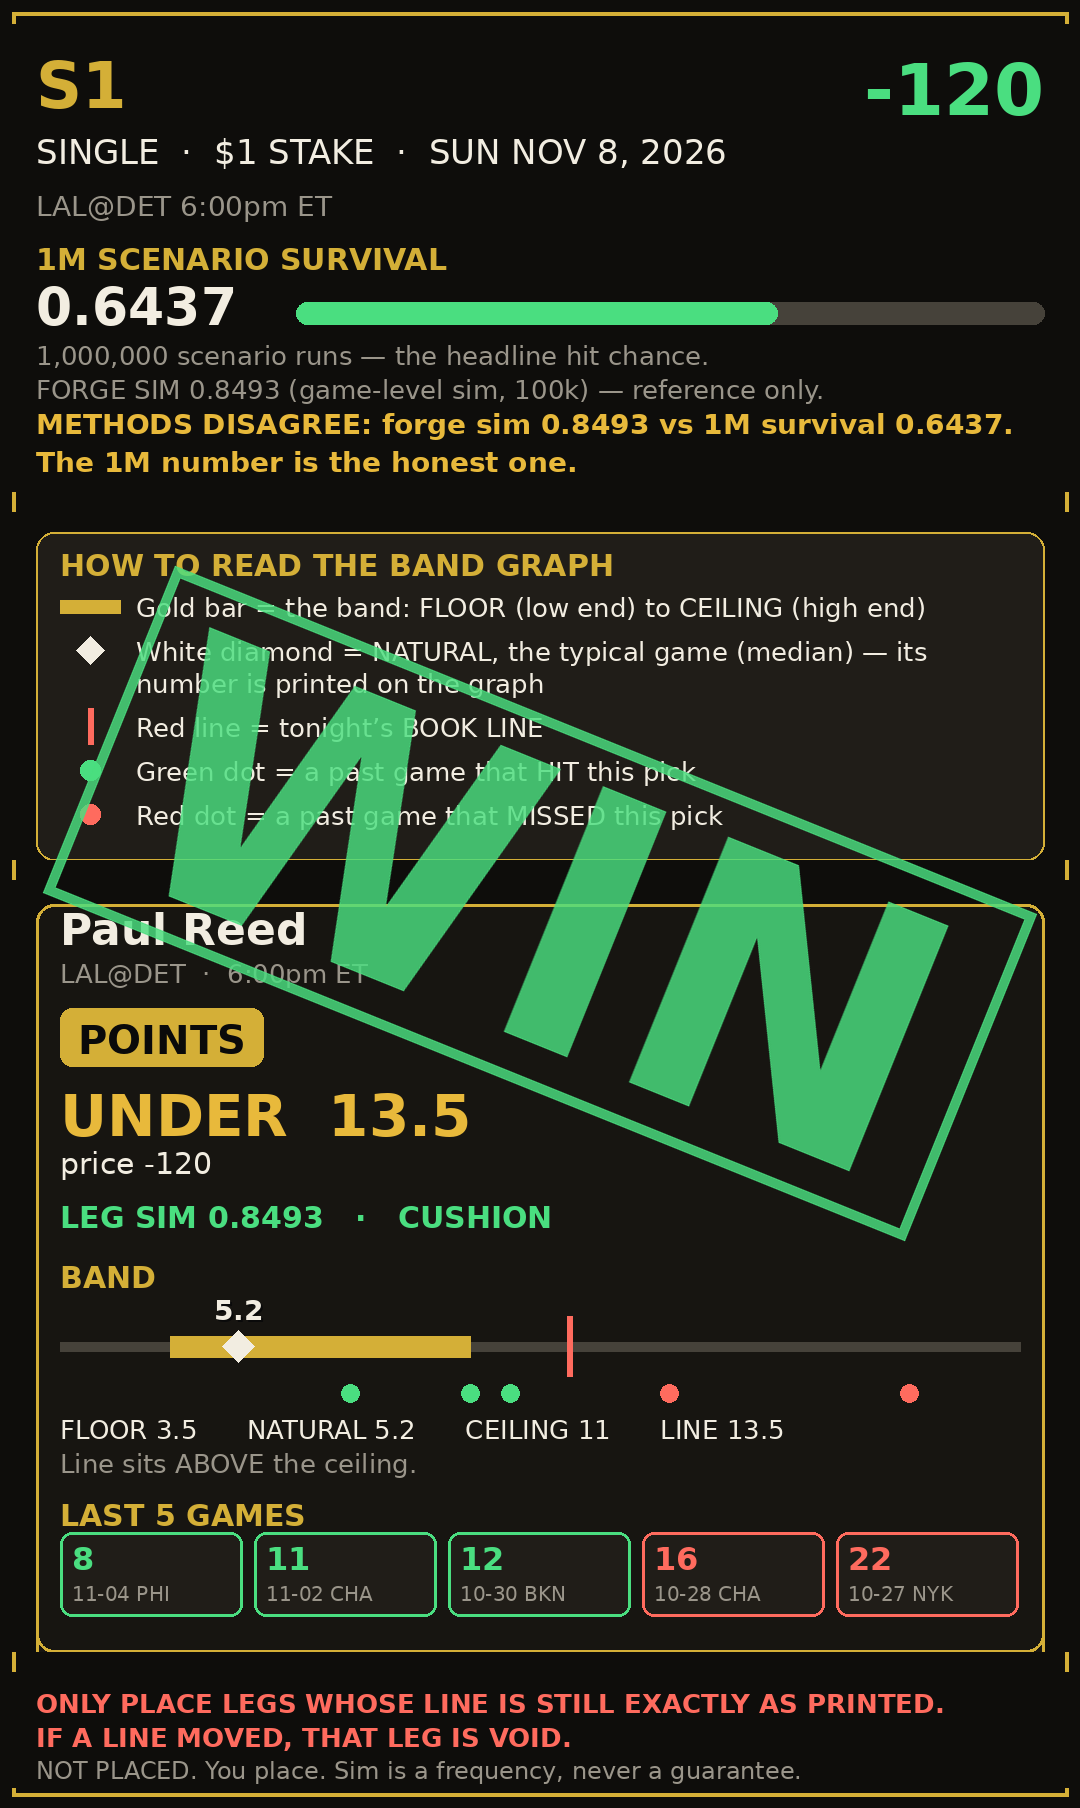 S1
-120
SINGLE · $1 STAKE · SUN NOV 8, 2026
LAL@DET 6:00pm ET
1M SCENARIO SURVIVAL
0.6437
1,000,000 scenario runs — the headline hit chance.
FORGE SIM 0.8493 (game-level sim, 100k) — reference only.
METHODS DISAGREE: forge sim 0.8493 vs 1M survival 0.6437.
The 1M number is the honest one.
HOW TO READ THE BAND GRAPH
Gold bar = the band: FLOOR (low end) to CEILING (high end)
White diamond = NATURAL, the typical game (median) — its
number is printed on the graph
Red line = tonight’s BOOK LINE
Green dot = a past game that HIT this pick
Red dot = a past game that MISSED this pick
WIN
Paul Reed
LAL@DET · 6:00pm ET
POINTS
UNDER 13.5
price -120
LEG SIM 0.8493 · CUSHION
BAND
5.2
FLOOR 3.5 NATURAL 5.2 CEILING 11 LINE 13.5
Line sits ABOVE the ceiling.
LAST 5 GAMES
8 11 12 16 22
11-04 PHI 11-02 CHA 10-30 BKN 10-28 CHA 10-27 NYK
ONLY PLACE LEGS WHOSE LINE IS STILL EXACTLY AS PRINTED.
IF A LINE MOVED, THAT LEG IS VOID.
NOT PLACED. You place. Sim is a frequency, never a guarantee.